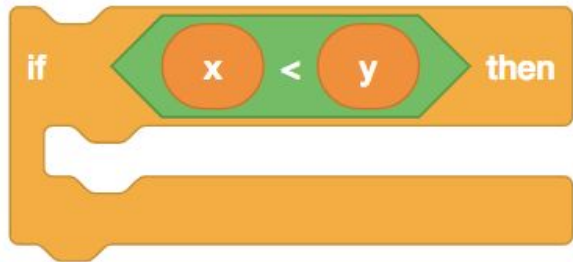 if x < y then